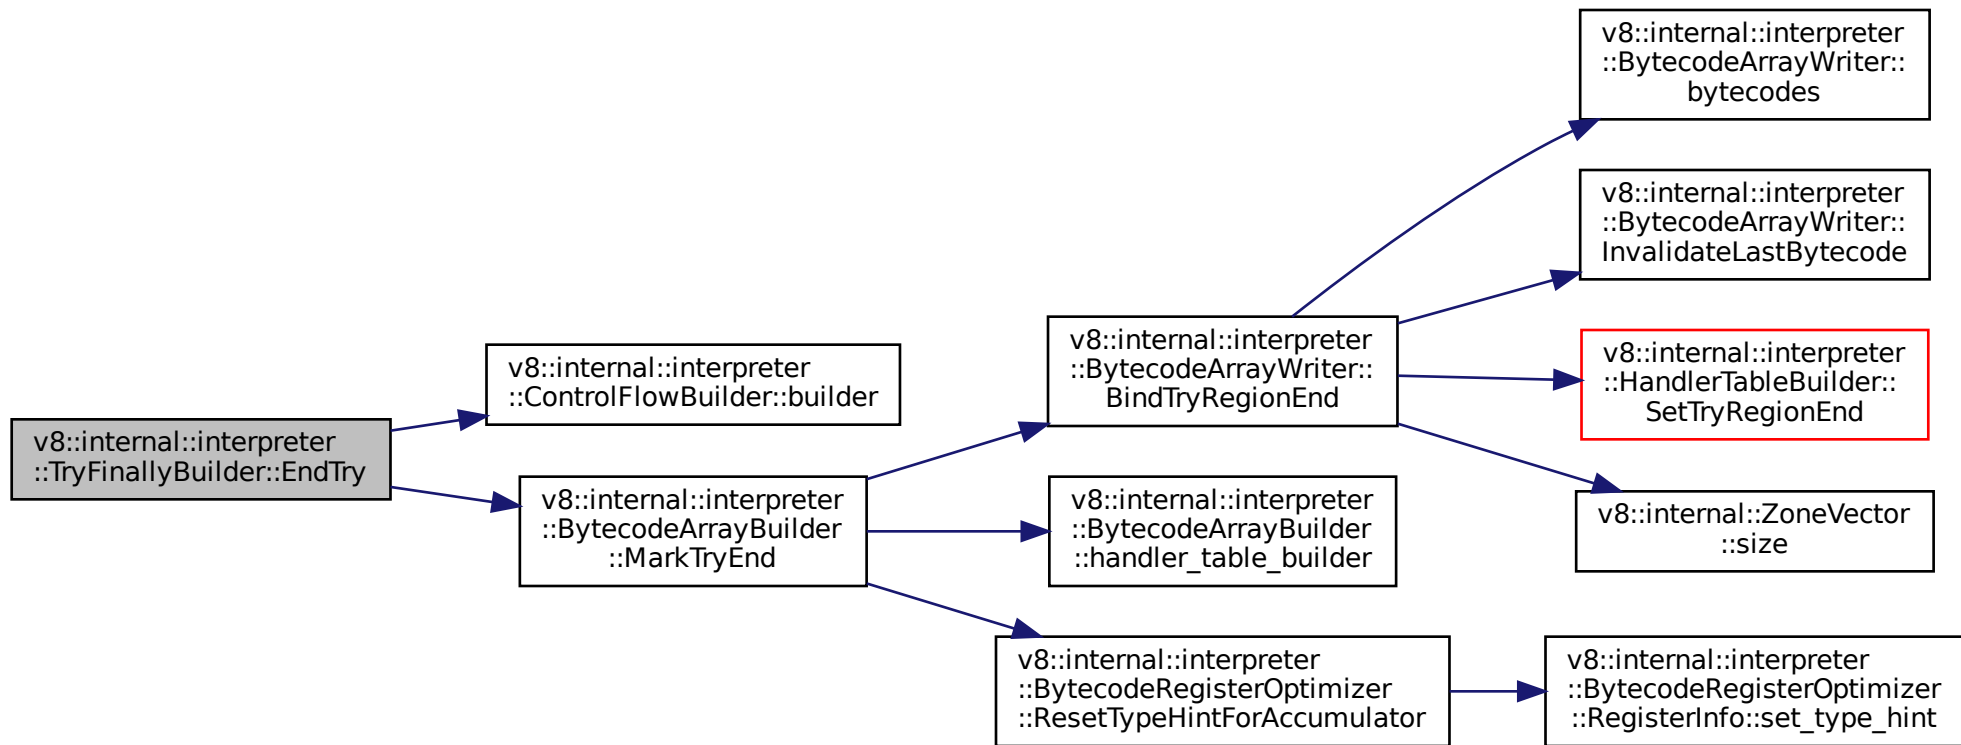 v8::internal::interpreter
::TryFinallyBuilder::EndTry
v8::internal::interpreter
::ControlFlowBuilder::builder
v8::internal::interpreter
::BytecodeArrayBuilder
::MarkTryEnd
v8::internal::interpreter
::BytecodeArrayWriter::
BindTryRegionEnd
v8::internal::interpreter
::BytecodeArrayBuilder
::handler_table_builder
v8::internal::interpreter
::BytecodeRegisterOptimizer
::ResetTypeHintForAccumulator
v8::internal::interpreter
::BytecodeArrayWriter::
bytecodes
v8::internal::interpreter
::BytecodeArrayWriter::
InvalidateLastBytecode
v8::internal::interpreter
::HandlerTableBuilder::
SetTryRegionEnd
v8::internal::ZoneVector
::size
v8::internal::interpreter
::BytecodeRegisterOptimizer
::RegisterInfo::set_type_hint